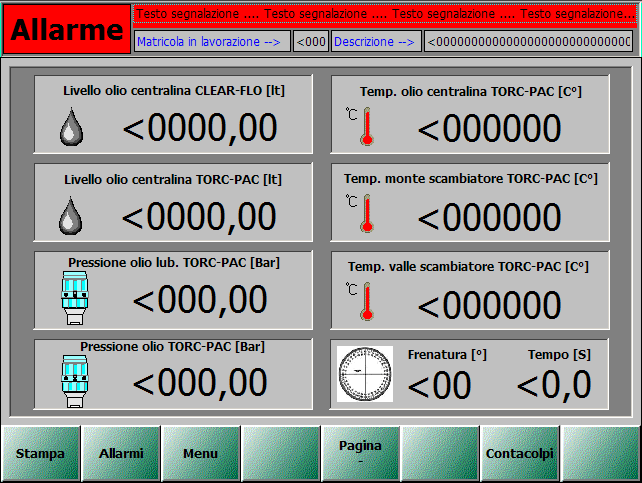 Allarme
Testo segnalazione .... Testo segnalazione .... Testo segnalazione .... Testo segnalazione...
Matricola in lavorazione --> <000 Descrizione --> <00000000000000000000000000000
Livello olio centralina CLEAR-FLO [lt]
<0000,00
Temp. olio centralina TORC-PAC [C°]
°C <000000
Livello olio centralina TORC-PAC [lt]
<0000,00
Temp. monte scambiatore TORC-PAC [C°]
°C <000000
Pressione olio lub. TORC-PAC [Bar]
<000,00
Temp. valle scambiatore TORC-PAC [C°]
°C <000000
Pressione olio TORC-PAC [Bar]
<000,00
Frenatura [°] Tempo [S]
<00 <0,0
Stampa Allarmi Menu Pagina - Contacolpi